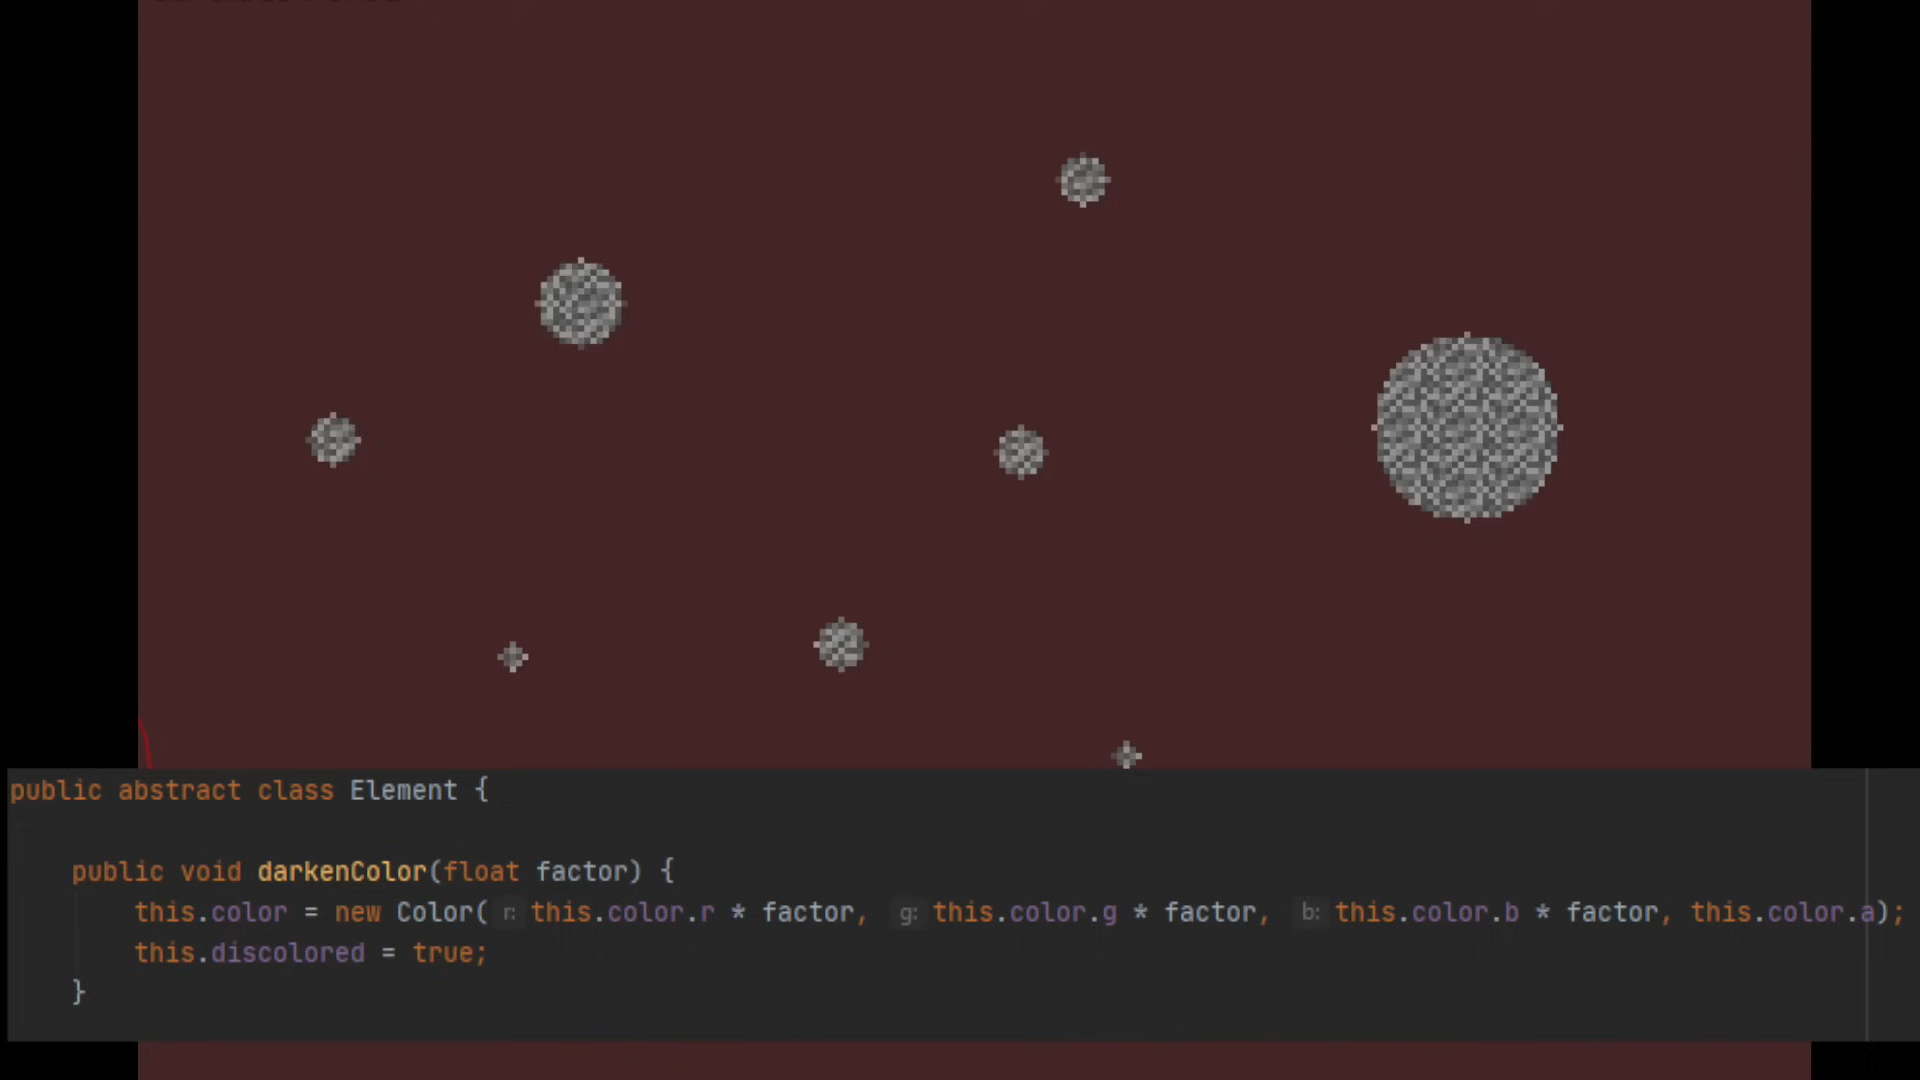 public abstract class Element {
public void darkenColor(float factor) {
this.color = new Color( r: this.color.r * factor, g: this.color.g * factor, b: this.color.b * factor, this.color.a);
this.discolored = true;
}